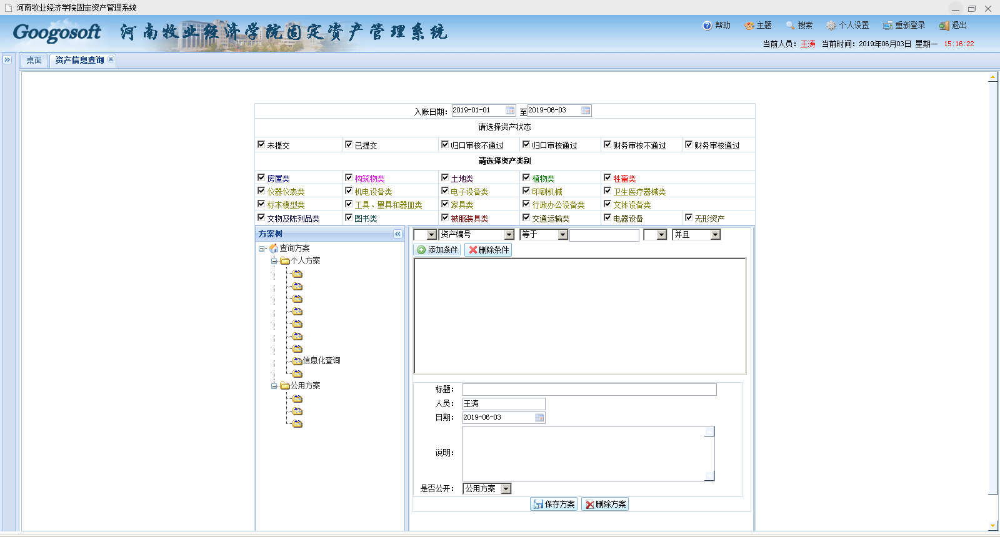 河南牧业经济学院固定资产管理系统
Googosoft 河南牧业经济学院固定资产管理系统
帮助 主题 搜索 个人设置 重新登录 退出
当前人员：王涛 当前时间：2019年06月03日 星期一 15:16:22
桌面 资产信息查询
入账日期： 2019-01-01 至 2019-06-03
请选择资产状态
未提交 已提交 归口审核不通过 归口审核通过 财务审核不通过 财务审核通过
请选择资产类别
房屋类 构筑物类 土地类 植物类 牲畜类
仪器仪表类 机电设备类 电子设备类 印刷机械 卫生医疗器械类
标本模型类 工具、量具和器皿类 家具类 行政办公设备类 文体设备类
文物及陈列品类 图书类 被服装具类 交通运输类 电器设备 无形资产
方案树
查询方案
个人方案
信息化查询
公用方案
资产编号 等于 并且
添加条件 删除条件
标题：
人员： 王涛
日期： 2019-06-03
说明：
是否公开： 公用方案
保存方案 删除方案